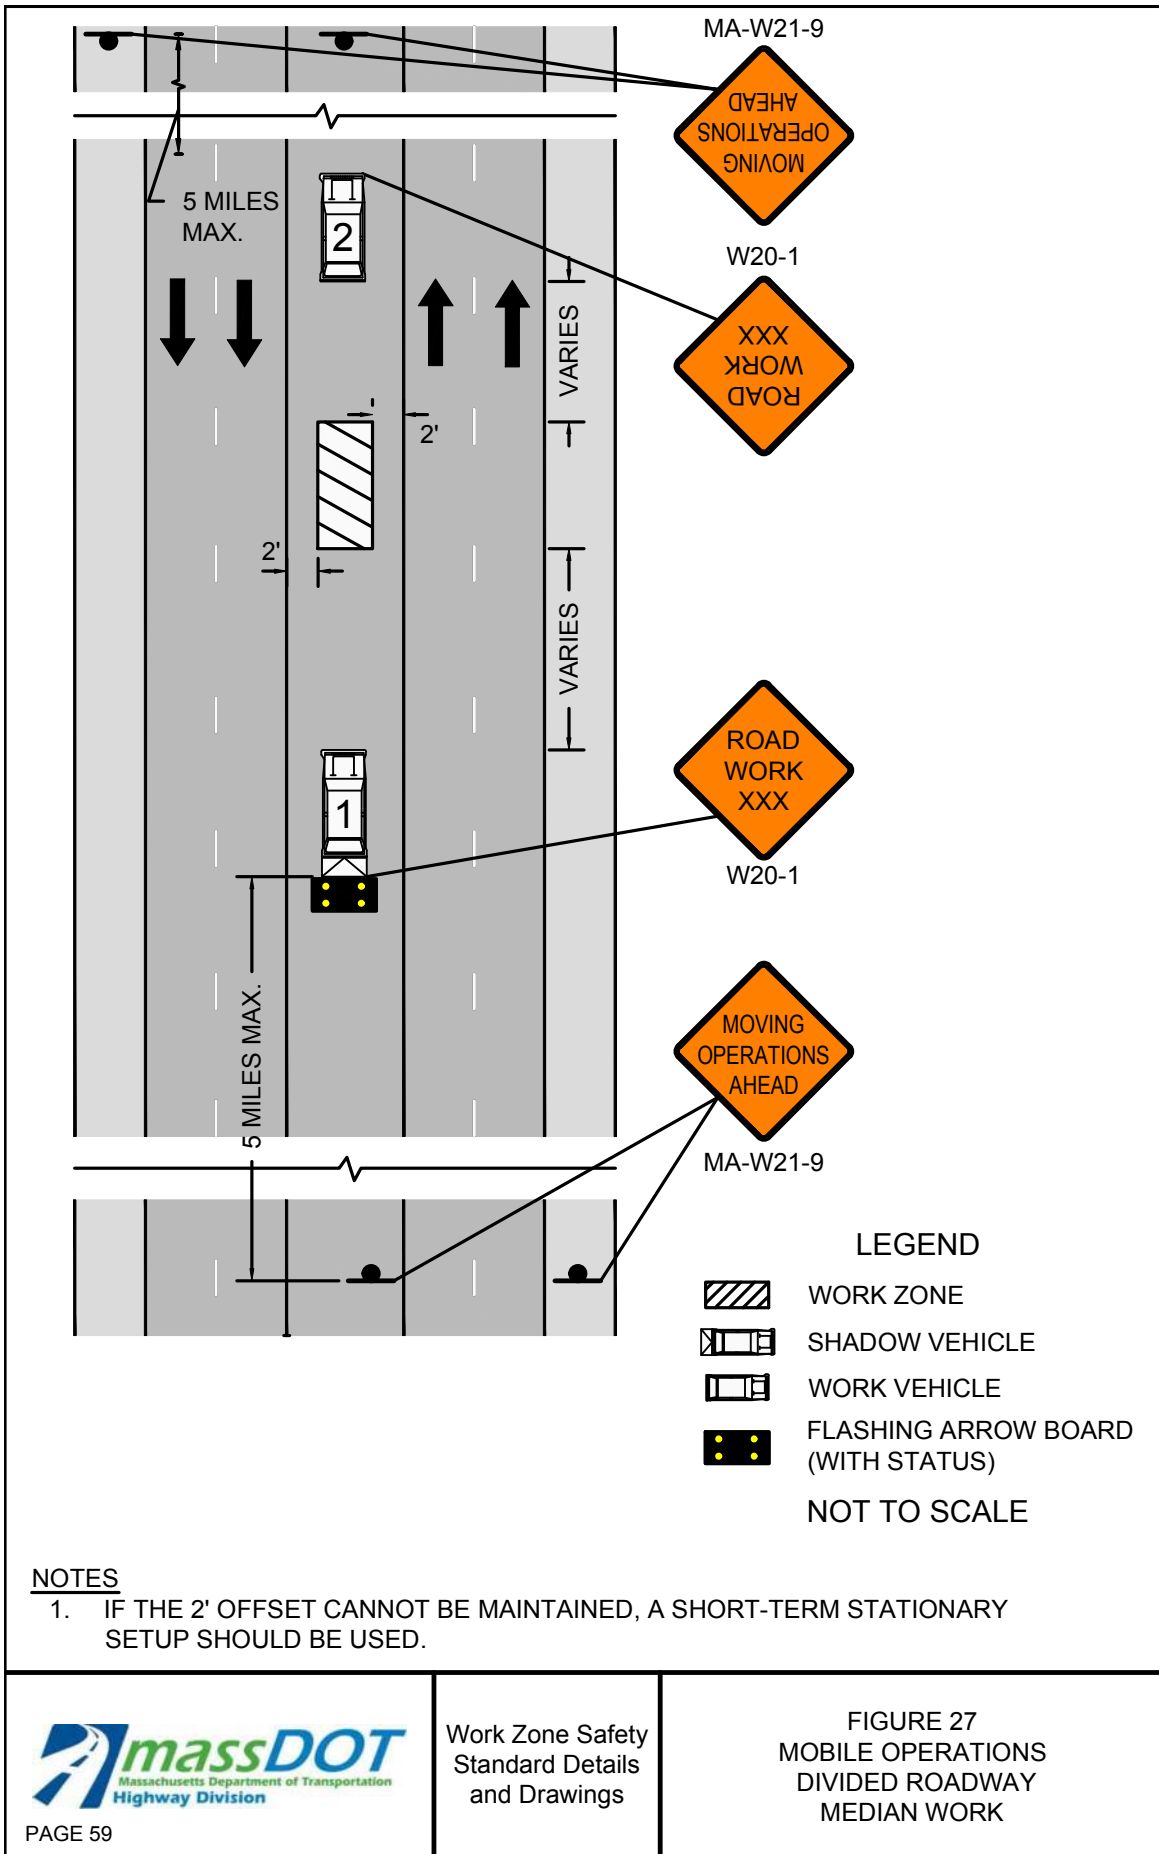 MA-W21-9
MOVING
OPERATIONS
AHEAD
5 MILES
MAX.
2
W20-1
ROAD
WORK
XXX
VARIES
2'
2'
VARIES
1
ROAD
WORK
XXX
W20-1
5 MILES MAX.
MOVING
OPERATIONS
AHEAD
MA-W21-9
LEGEND
WORK ZONE
SHADOW VEHICLE
WORK VEHICLE
FLASHING ARROW BOARD
(WITH STATUS)
NOT TO SCALE
NOTES
1. IF THE 2' OFFSET CANNOT BE MAINTAINED, A SHORT-TERM STATIONARY
SETUP SHOULD BE USED.
massDOT
Massachusetts Department of Transportation
Highway Division
PAGE 59
Work Zone Safety
Standard Details
and Drawings
FIGURE 27
MOBILE OPERATIONS
DIVIDED ROADWAY
MEDIAN WORK